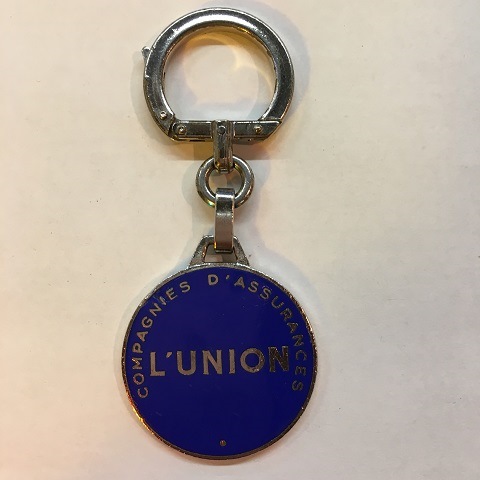 COMPAGNIES D'ASSURANCES
L'UNION